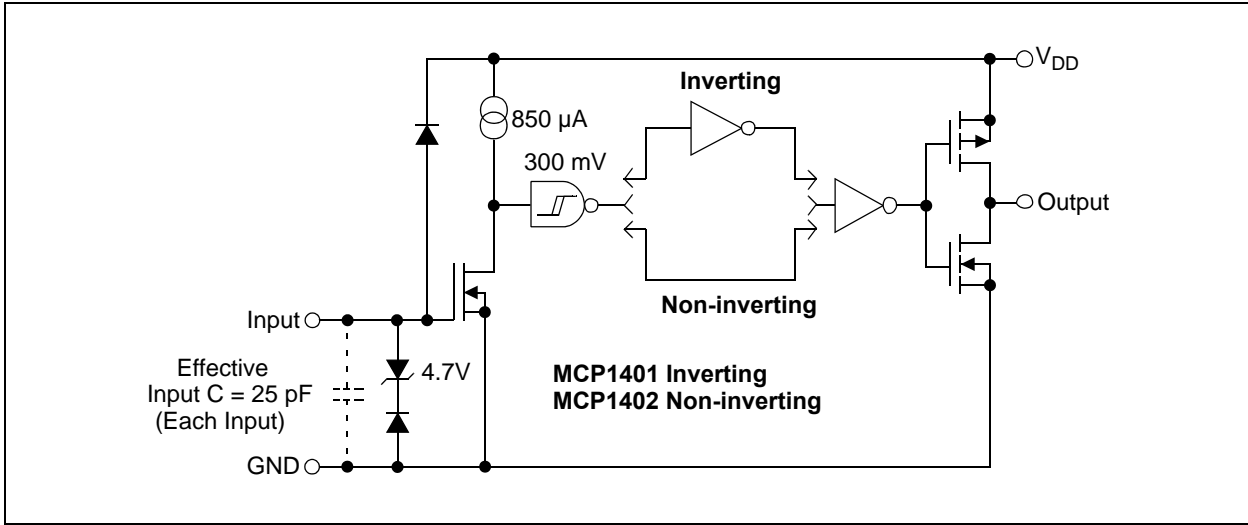 V_DD
Inverting
850 µA
300 mV
Output
Non-inverting
Input
Effective
Input C = 25 pF
(Each Input)
4.7V
MCP1401 Inverting
MCP1402 Non-inverting
GND